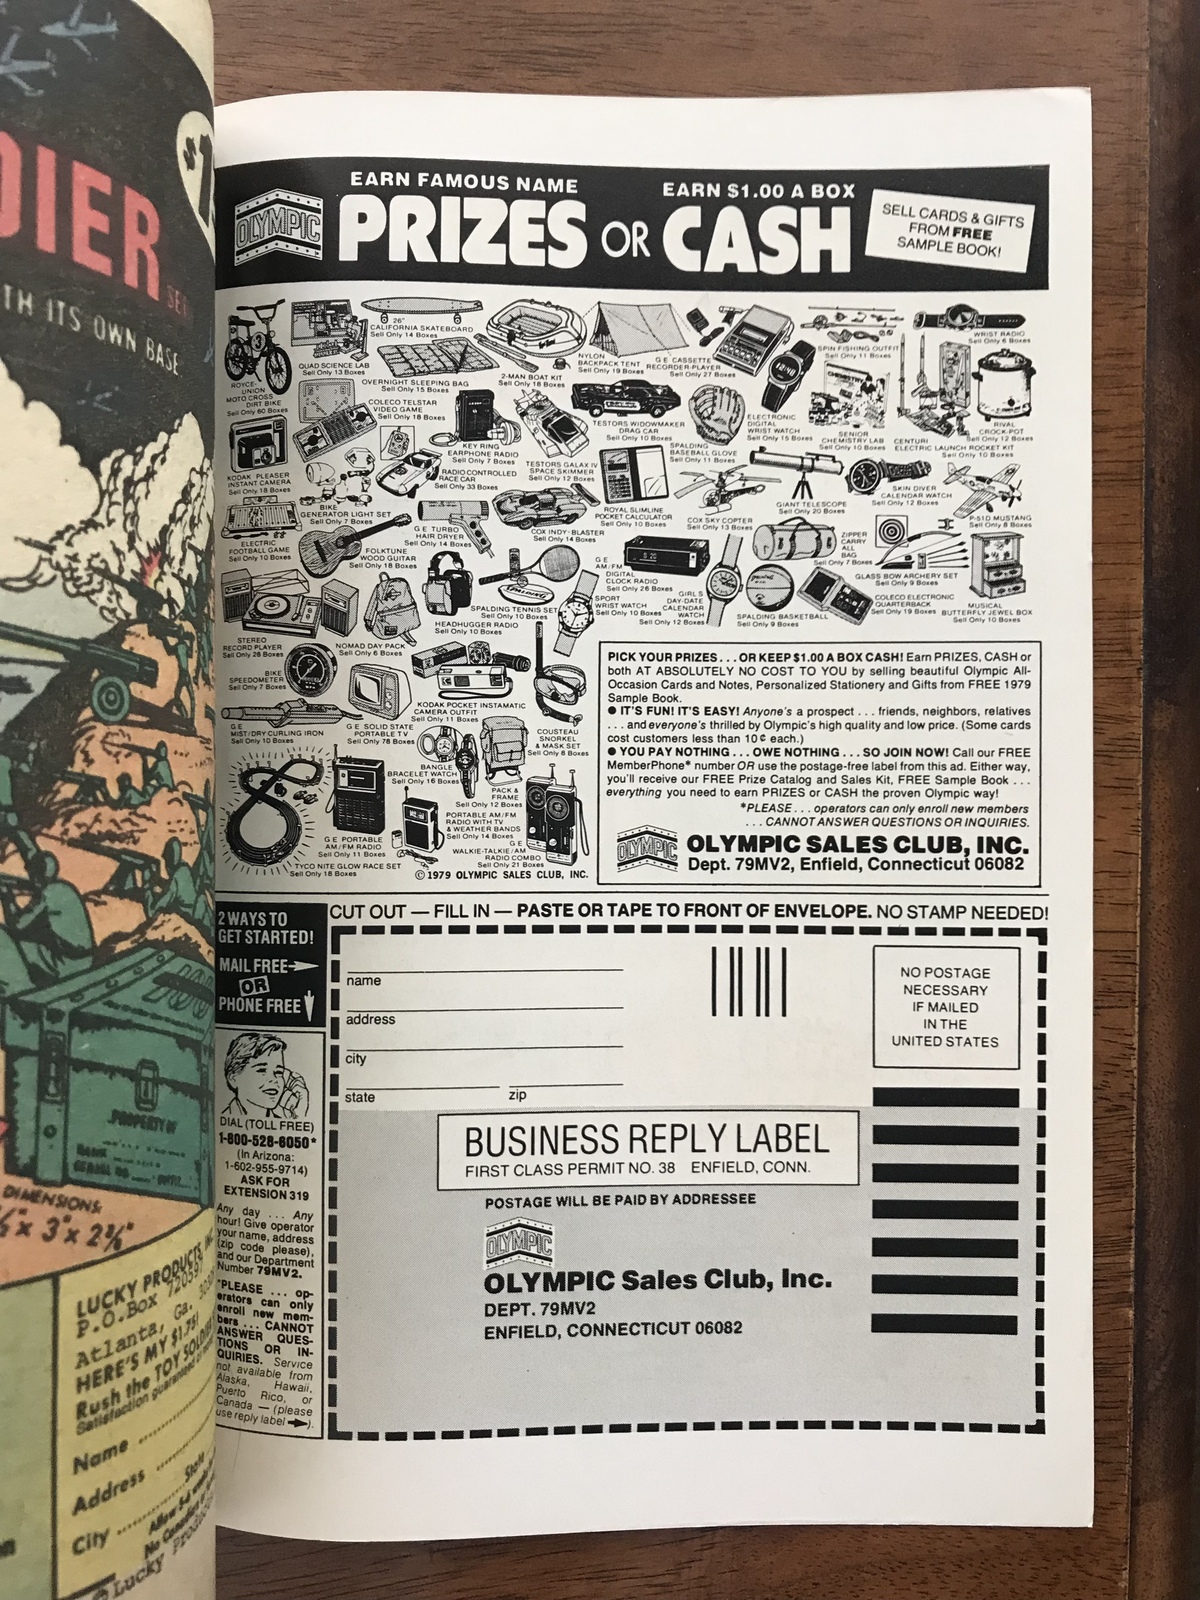 DIER SET
TH ITS OWN BASE
$1
PROPERTY OF
DIMENSIONS:
x 3" x 2
LUCKY PRODUCTS, INC.
P.O.Box 720597
Atlanta, Ga.
HERE'S MY $1.75!
Rush the TOY SOLDIER
Satisfaction guaranteed
Name
Address
City
State
© Lucky Products
OLYMPIC
EARN FAMOUS NAME
PRIZES OR CASH
EARN $1.00 A BOX
SELL CARDS & GIFTS
FROM FREE
SAMPLE BOOK!
ROYCE-
UNION
MOTO CROSS
DIRT BIKE
Sell Only 60 Boxes
QUAD SCIENCE LAB
Sell Only 13 Boxes
26"
CALIFORNIA SKATEBOARD
Sell Only 14 Boxes
OVERNIGHT SLEEPING BAG
Sell Only 15 Boxes
2-MAN BOAT KIT
Sell Only 18 Boxes
NYLON
BACKPACK TENT
Sell Only 19 Boxes
G.E. CASSETTE
RECORDER-PLAYER
Sell Only 27 Boxes
SPIN FISHING OUTFIT
Sell Only 11 Boxes
WRIST RADIO
Sell Only 6 Boxes
COLECO TELSTAR
VIDEO GAME
Sell Only 18 Boxes
KEY RING
EARPHONE RADIO
Sell Only 7 Boxes
TESTORS WIDOWMAKER
DRAG CAR
Sell Only 10 Boxes
SPALDING
BASEBALL GLOVE
Sell Only 11 Boxes
ELECTRONIC
DIGITAL
WRIST WATCH
Sell Only 15 Boxes
CHEMISTRY
SENIOR
CHEMISTRY LAB
Sell Only 10 Boxes
CENTURI
ELECTRIC LAUNCH ROCKET KIT
Sell Only 10 Boxes
RIVAL
CROCK-POT
Sell Only 12 Boxes
KODAK PLEASER
INSTANT CAMERA
Sell Only 18 Boxes
BIKE
GENERATOR LIGHT SET
Sell Only 7 Boxes
RADIO CONTROLLED
RACE CAR
Sell Only 33 Boxes
TESTORS GALAX IV
SPACE SKIMMER
Sell Only 12 Boxes
ROYAL SLIMLINE
POCKET CALCULATOR
Sell Only 10 Boxes
COX SKY COPTER
Sell Only 13 Boxes
GIANT TELESCOPE
Sell Only 20 Boxes
SKIN DIVER
CALENDAR WATCH
Sell Only 12 Boxes
P-51D MUSTANG
Sell Only 8 Boxes
ELECTRIC
FOOTBALL GAME
Sell Only 10 Boxes
FOLKTUNE
WOOD GUITAR
Sell Only 18 Boxes
G.E. TURBO
HAIR DRYER
Sell Only 14 Boxes
COX INDY BLASTER
Sell Only 14 Boxes
G.E.
AM/FM
DIGITAL
CLOCK RADIO
Sell Only 26 Boxes
ZIPPER
CARRY
ALL
BAG
Sell Only 7 Boxes
GLASS BOW ARCHERY SET
Sell Only 9 Boxes
STEREO
RECORD PLAYER
Sell Only 28 Boxes
NOMAD DAY PACK
Sell Only 6 Boxes
HEADHUGGER RADIO
Sell Only 10 Boxes
SPALDING TENNIS SET
Sell Only 10 Boxes
SPORT
WRIST WATCH
Sell Only 10 Boxes
GIRL'S
DAY-DATE
CALENDAR
WATCH
Sell Only 12 Boxes
SPALDING BASKETBALL
Sell Only 9 Boxes
COLECO ELECTRONIC
QUARTERBACK
Sell Only 19 Boxes
MUSICAL
BUTTERFLY JEWEL BOX
Sell Only 10 Boxes
BIKE
SPEEDOMETER
Sell Only 7 Boxes
G.E.
MIST/DRY CURLING IRON
Sell Only 10 Boxes
G.E. SOLID STATE
PORTABLE TV
Sell Only 78 Boxes
KODAK POCKET INSTAMATIC
CAMERA OUTFIT
Sell Only 11 Boxes
COUSTEAU
SNORKEL
& MASK SET
Sell Only 8 Boxes
BANGLE
BRACELET WATCH
Sell Only 16 Boxes
PACK &
FRAME
Sell Only 12 Boxes
TYCO NITE GLOW RACE SET
Sell Only 18 Boxes
G.E. PORTABLE
AM/FM RADIO
Sell Only 11 Boxes
PORTABLE AM/FM
RADIO WITH TV
& WEATHER BANDS
Sell Only 14 Boxes
G.E.
WALKIE-TALKIE/AM
RADIO COMBO
Sell Only 21 Boxes
© 1979 OLYMPIC SALES CLUB, INC.
PICK YOUR PRIZES . . . OR KEEP $1.00 A BOX CASH! Earn PRIZES, CASH or
both AT ABSOLUTELY NO COST TO YOU by selling beautiful Olympic All-
Occasion Cards and Notes, Personalized Stationery and Gifts from FREE 1979
Sample Book.
● IT'S FUN! IT'S EASY! Anyone's a prospect . . . friends, neighbors, relatives
. . . and everyone's thrilled by Olympic's high quality and low price. (Some cards
cost customers less than 10¢ each.)
● YOU PAY NOTHING . . . OWE NOTHING . . . SO JOIN NOW! Call our FREE
MemberPhone* number OR use the postage-free label from this ad. Either way,
you'll receive our FREE Prize Catalog and Sales Kit, FREE Sample Book . . .
everything you need to earn PRIZES or CASH the proven Olympic way!
*PLEASE . . . operators can only enroll new members
. . . CANNOT ANSWER QUESTIONS OR INQUIRIES.
OLYMPIC
OLYMPIC SALES CLUB, INC.
Dept. 79MV2, Enfield, Connecticut 06082
2 WAYS TO
GET STARTED!
MAIL FREE
OR
PHONE FREE
DIAL (TOLL FREE)
1-800-528-6050*
(In Arizona:
1-602-955-9714)
ASK FOR
EXTENSION 319
Any day . . . Any
hour! Give operator
your name, address
(zip code please),
and our Department
Number 79MV2.
*PLEASE . . . op-
erators can only
enroll new mem-
bers . . . CANNOT
ANSWER QUES-
TIONS OR IN-
QUIRIES. Service
not available from
Alaska, Hawaii,
Puerto Rico, or
Canada — (please
use reply label ).
CUT OUT — FILL IN — PASTE OR TAPE TO FRONT OF ENVELOPE. NO STAMP NEEDED!
name
address
city
state zip
NO POSTAGE
NECESSARY
IF MAILED
IN THE
UNITED STATES
BUSINESS REPLY LABEL
FIRST CLASS PERMIT NO. 38 ENFIELD, CONN.
POSTAGE WILL BE PAID BY ADDRESSEE
OLYMPIC
OLYMPIC Sales Club, Inc.
DEPT. 79MV2
ENFIELD, CONNECTICUT 06082